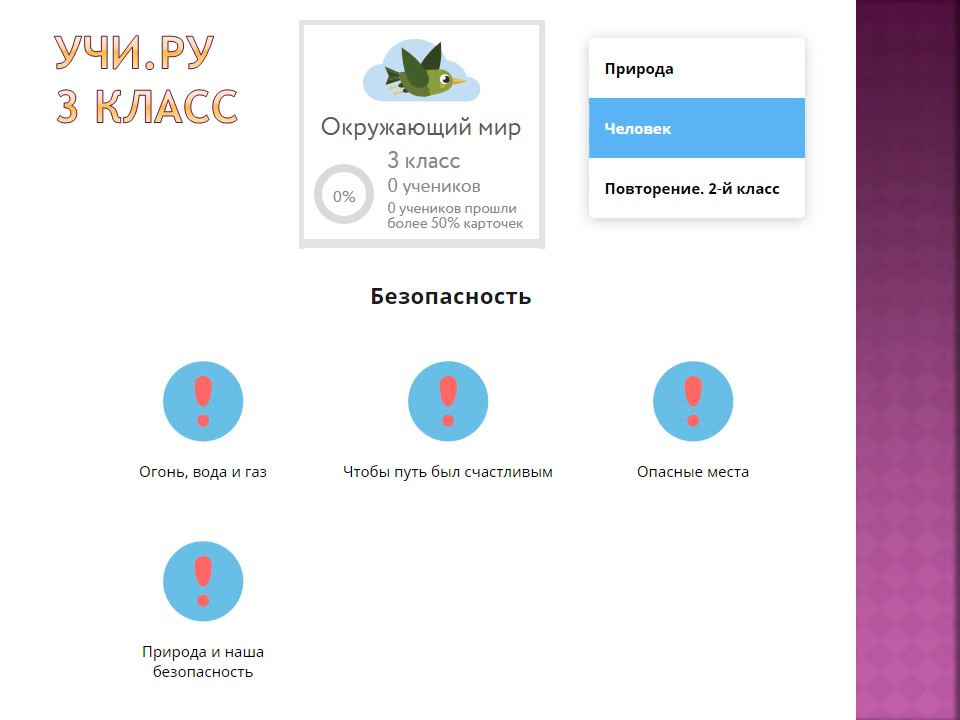 УЧИ.РУ
3 КЛАСС
Окружающий мир
0%
3 класс
0 учеников
0 учеников прошли
более 50% карточек
Природа
Человек
Повторение. 2-й класс
Безопасность
Огонь, вода и газ
Чтобы путь был счастливым
Опасные места
Природа и наша
безопасность